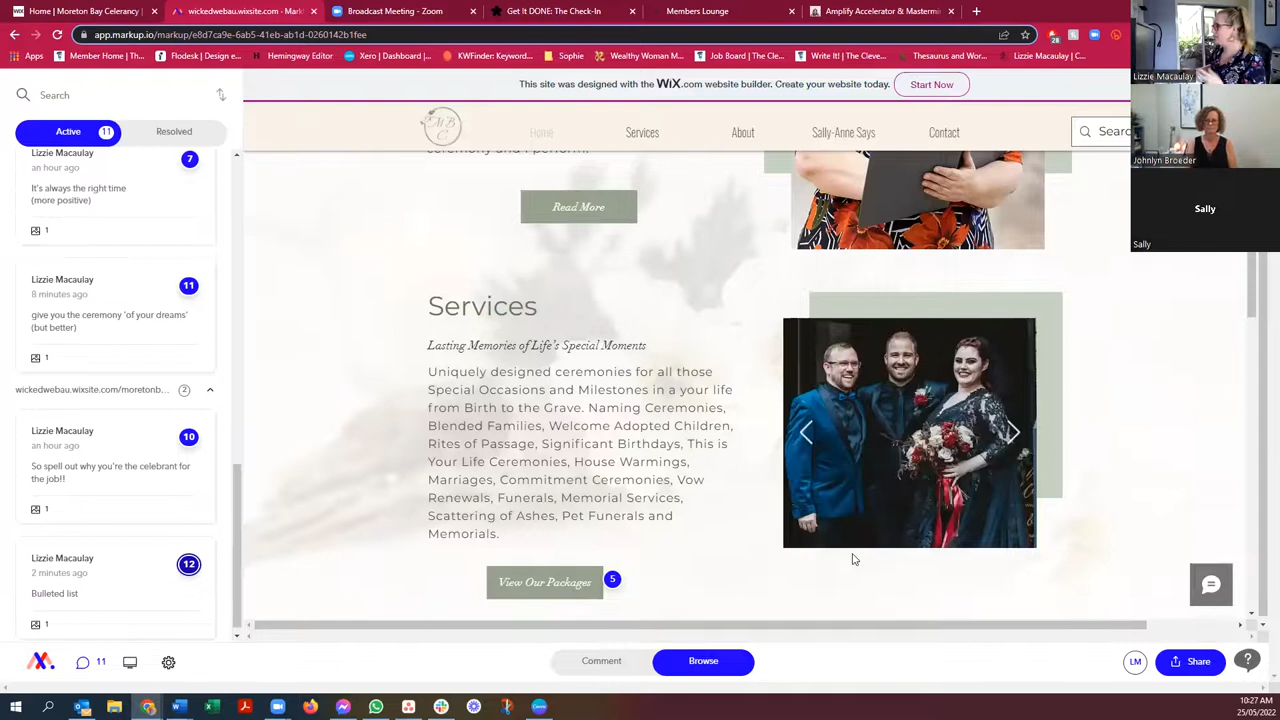 Home | Moreton Bay Celebrancy
wickedwebau.wixsite.com - Mark
Broadcast Meeting - Zoom
Get It DONE: The Check-In
Members Lounge
Amplify Accelerator & Mastermi
app.markup.io/markup/e8d7ca9e-6ab5-41eb-ab1d-0260142b1fee
Apps
Member Home | Th...
Flodesk | Design e...
Hemingway Editor
Xero | Dashboard |...
KWFinder: Keyword...
Sophie
Wealthy Woman M...
Job Board | The Cle...
Write It! | The Cleve...
Thesaurus and Wor...
Lizzie Macaulay | C...
Lizzie Macaulay
Johnlyn Broeder
Sally
Sally
Search
Active 11
Resolved
Lizzie Macaulay
7
an hour ago
It's always the right time
(more positive)
1
Lizzie Macaulay
11
8 minutes ago
give you the ceremony 'of your dreams'
(but better)
1
wickedwebau.wixsite.com/moretonb... 2
Lizzie Macaulay
10
an hour ago
So spell out why you're the celebrant for
the job!!
1
Lizzie Macaulay
12
2 minutes ago
Bulleted list
1
This site was designed with the WiX.com website builder. Create your website today.
Start Now
MBC
Home
Services
About
Sally-Anne Says
Contact
Searc
ceremony and I perform.
Read More
Services
Lasting Memories of Life's Special Moments
Uniquely designed ceremonies for all those
Special Occasions and Milestones in a your life
from Birth to the Grave. Naming Ceremonies,
Blended Families, Welcome Adopted Children,
Rites of Passage, Significant Birthdays, This is
Your Life Ceremonies, House Warmings,
Marriages, Commitment Ceremonies, Vow
Renewals, Funerals, Memorial Services,
Scattering of Ashes, Pet Funerals and
Memorials.
View Our Packages
5
11
Comment
Browse
LM
Share
10:27 AM
25/05/2022